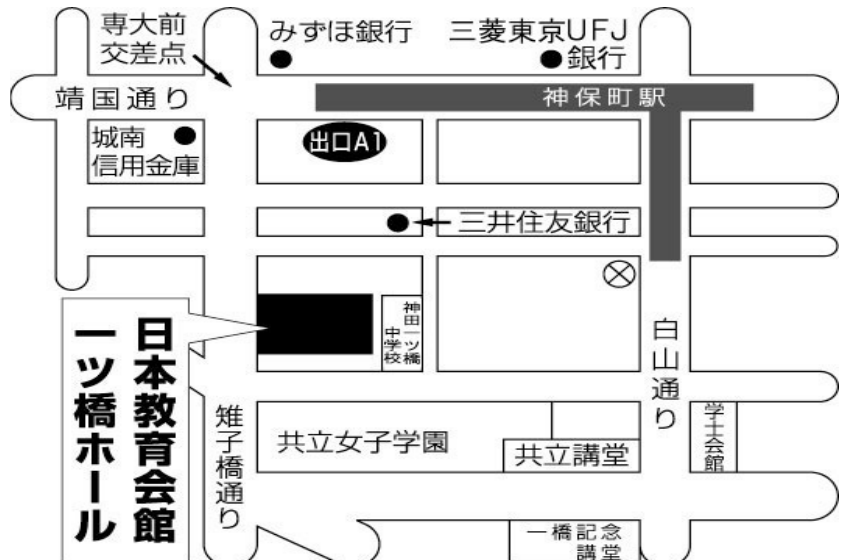 専大前
交差点
みずほ銀行
三菱東京UFJ
銀行
靖国通り
神保町駅
城南
信用金庫
出口A1
三井住友銀行
神田一ツ橋
中学校
日本教育会館
一ツ橋ホール
白山通り
雉子橋通り
共立女子学園
共立講堂
学士会館
一橋記念
講堂